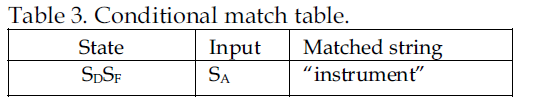 Table 3. Conditional match table.
State Input Matched string
SDSF SA “instrument”